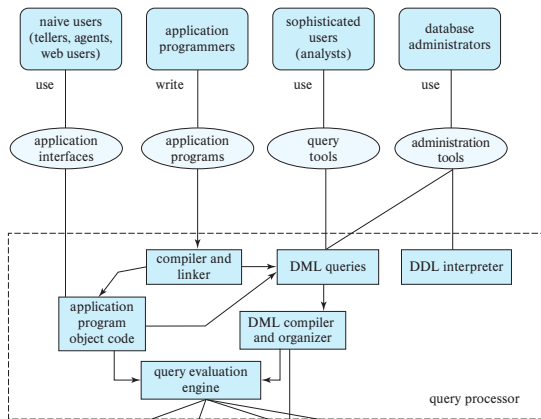 naive users
(tellers, agents,
web users)
application
programmers
sophisticated
users
(analysts)
database
administrators
use
write
use
use
application
interfaces
application
programs
query
tools
administration
tools
compiler and
linker
DML queries
DDL interpreter
application
program
object code
DML compiler
and organizer
query evaluation
engine
query processor